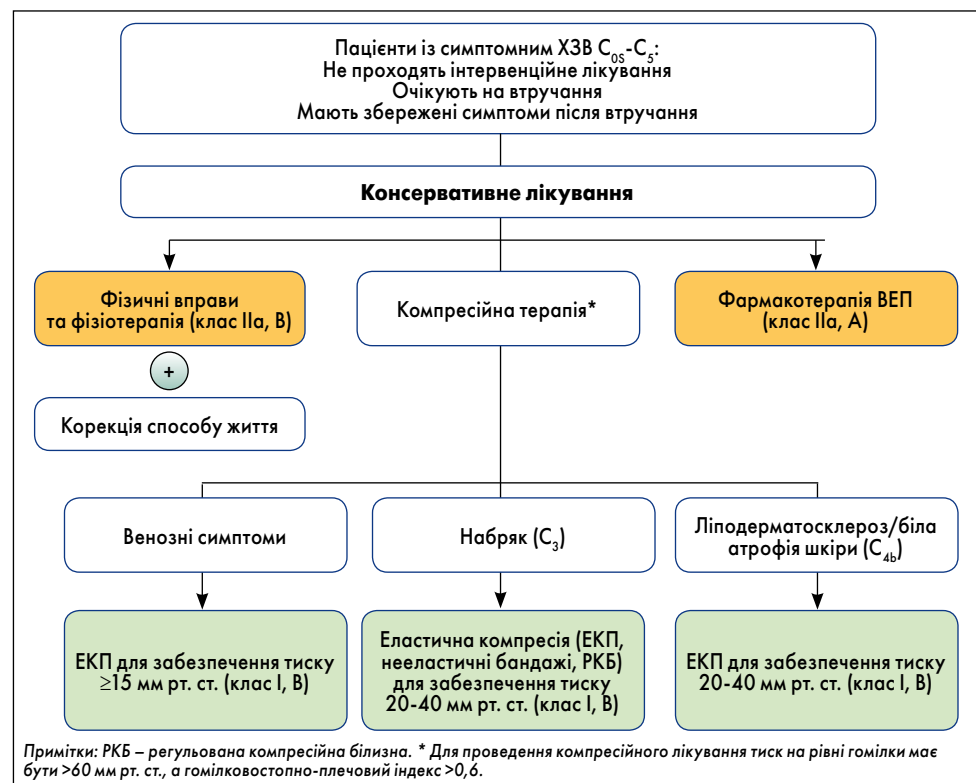 Пацієнти із симптомним ХЗВ C0S-C5:
Не проходять інтервенційне лікування
Очікують на втручання
Мають збережені симптоми після втручання
Консервативне лікування
Фізичні вправи
та фізіотерапія (клас IIa, B)
Компресійна терапія*
Фармакотерапія ВЕП
(клас IIa, A)
+
Корекція способу життя
Венозні симптоми
Набряк (C3)
Ліподерматосклероз/біла
атрофія шкіри (C4b)
ЕКП для забезпечення тиску
≥15 мм рт. ст. (клас I, B)
Еластична компресія (ЕКП,
нееластичні бандажі, РКБ)
для забезпечення тиску
20-40 мм рт. ст. (клас I, B)
ЕКП для забезпечення тиску
20-40 мм рт. ст. (клас I, B)
Примітки: РКБ – регульована компресійна білизна. * Для проведення компресійного лікування тиск на рівні гомілки має
бути >60 мм рт. ст., а гомілковостопно-плечовий індекс >0,6.